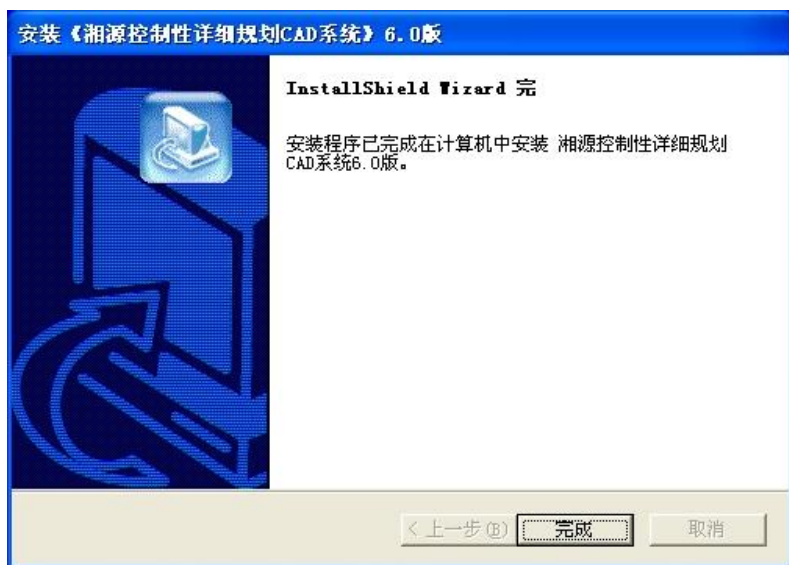 安装《湘源控制性详细规划CAD系统》6.0版
InstallShield Wizard 完
安装程序已完成在计算机中安装 湘源控制性详细规划
CAD系统6.0版。
< 上一步(B) 完成 取消